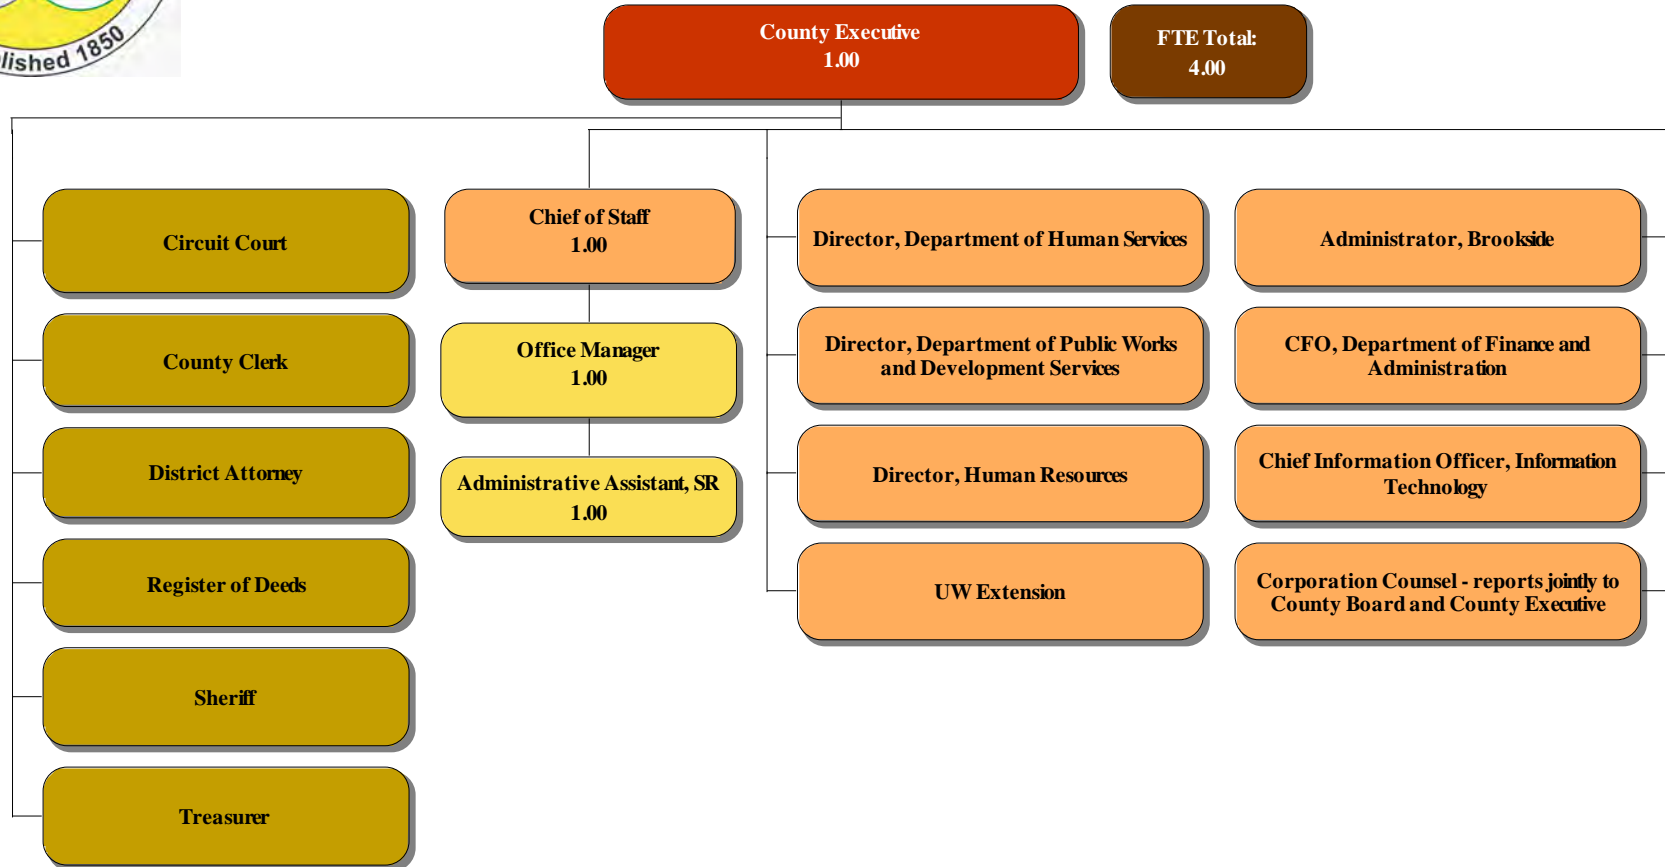 County Executive
1.00
FTE Total:
4.00
Circuit Court
County Clerk
District Attorney
Register of Deeds
Sheriff
Treasurer
Chief of Staff
1.00
Office Manager
1.00
Administrative Assistant, SR
1.00
Director, Department of Human Services
Director, Department of Public Works
and Development Services
Director, Human Resources
UW Extension
Administrator, Brookside
CFO, Department of Finance and
Administration
Chief Information Officer, Information
Technology
Corporation Counsel - reports jointly to
County Board and County Executive
1850